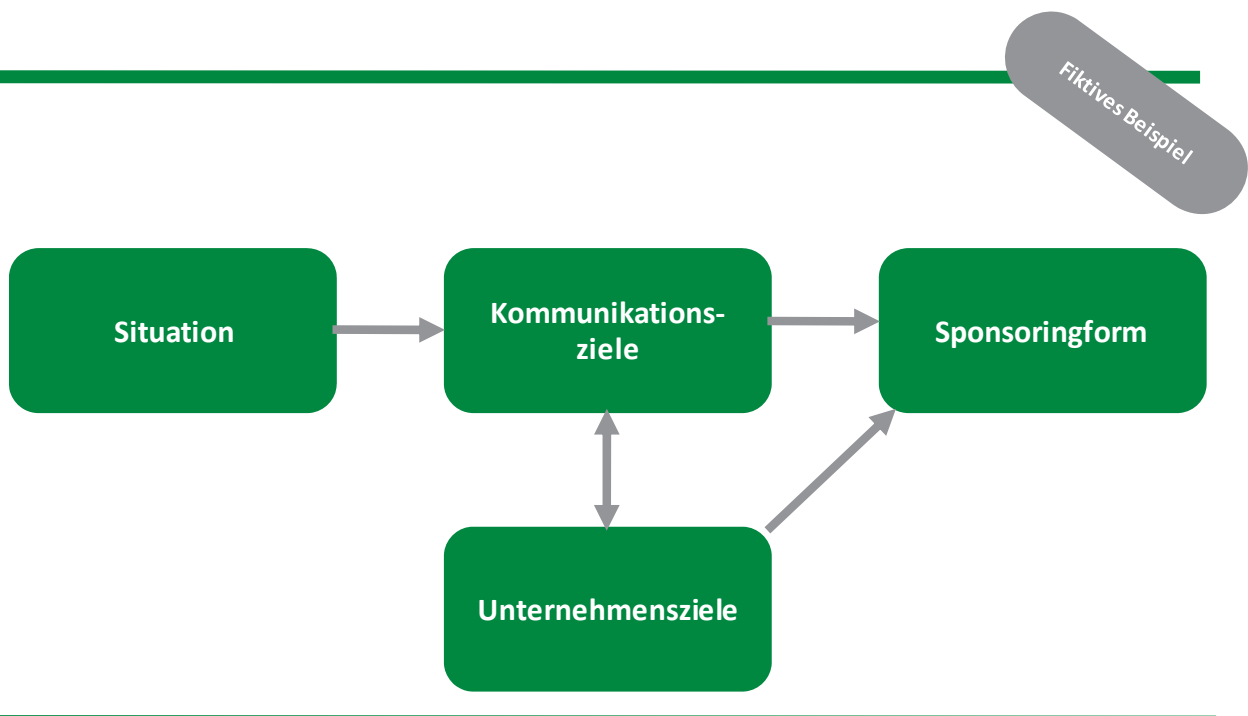 Fiktives Beispiel
Situation
Kommunikations-
ziele
Sponsoringform
Unternehmensziele